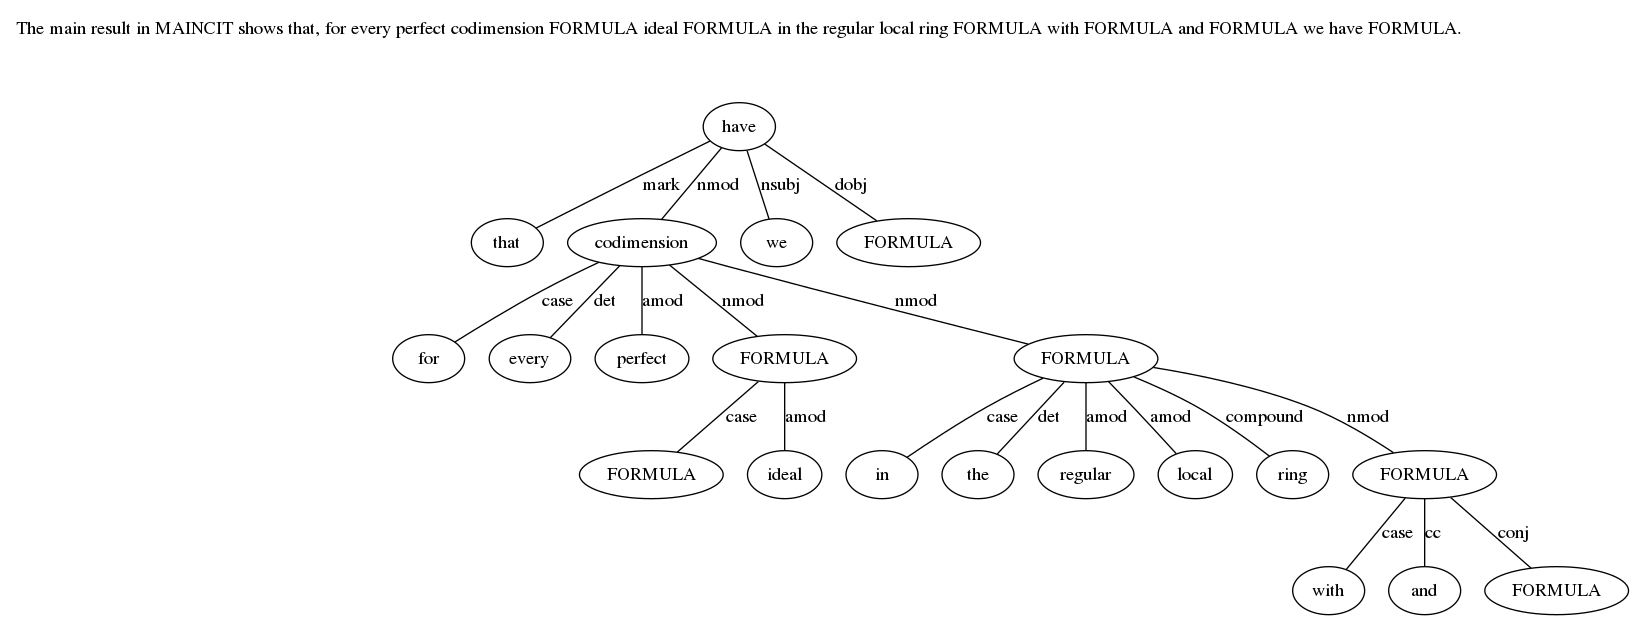 The main result in MAINCIT shows that, for every perfect codimension FORMULA ideal FORMULA in the regular local ring FORMULA with FORMULA and FORMULA we have FORMULA.
have
mark nmod nsubj dobj
that codimension we FORMULA
case det amod nmod nmod
for every perfect FORMULA FORMULA
case amod case det amod amod compound nmod
FORMULA ideal in the regular local ring FORMULA
case cc conj
with and FORMULA